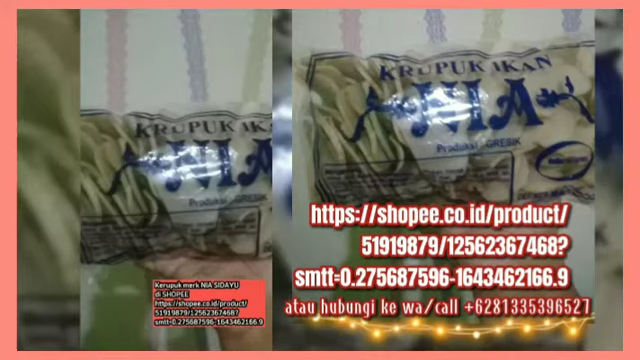 KRUPUK IKA
NIA
Produksi GRESIK
Kerupuk merk NIA SIDAYU
di SHOPEE
https://shopee.co.id/product/
51919879/12562367468?
smtt=0.275687596-1643462166.9
KRUPUK IKAN
NIA
Produksi GRESIK
https://shopee.co.id/product/
51919879/12562367468?
smtt=0.275687596-1643462166.9
atau hubungi ke wa/call +6281335396527